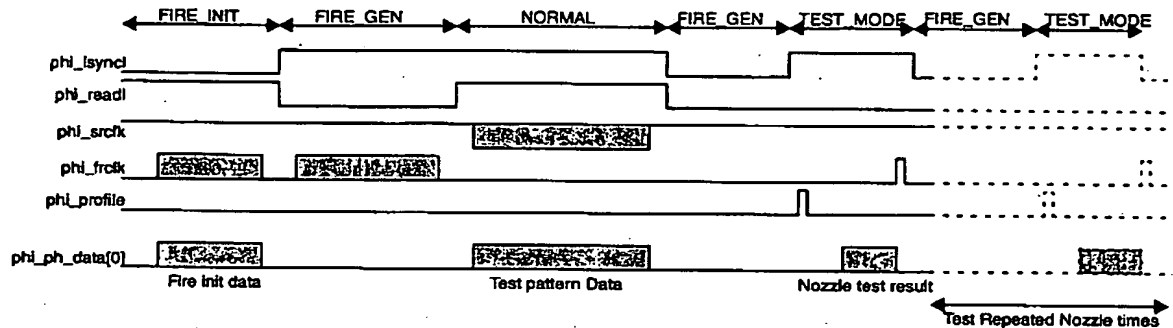 FIRE_INIT FIRE_GEN NORMAL FIRE_GEN TEST_MODE FIRE_GEN TEST_MODE
phi_lsyncl
phi_readl
phi_srclk
phi_frclk
phi_profile
phi_ph_data[0]
Fire init data Test pattern Data Nozzle test result
Test Repeated Nozzle times